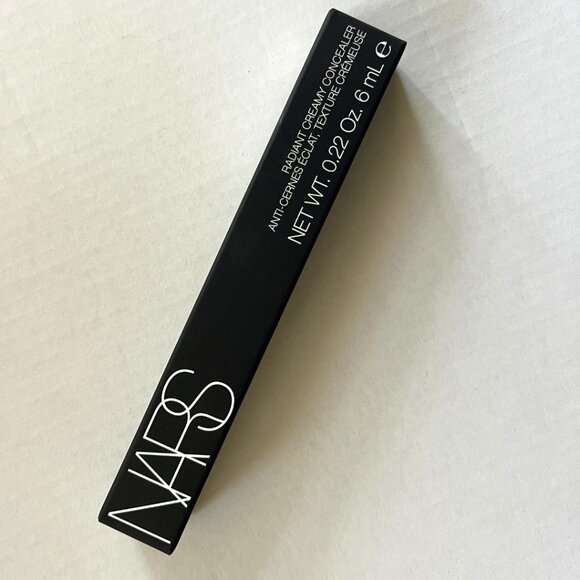 NARS
RADIANT CREAMY CONCEALER
ANTI-CERNES ÉCLAT, TEXTURE CRÉMEUSE
NET WT. 0.22 Oz. 6 mL ℮